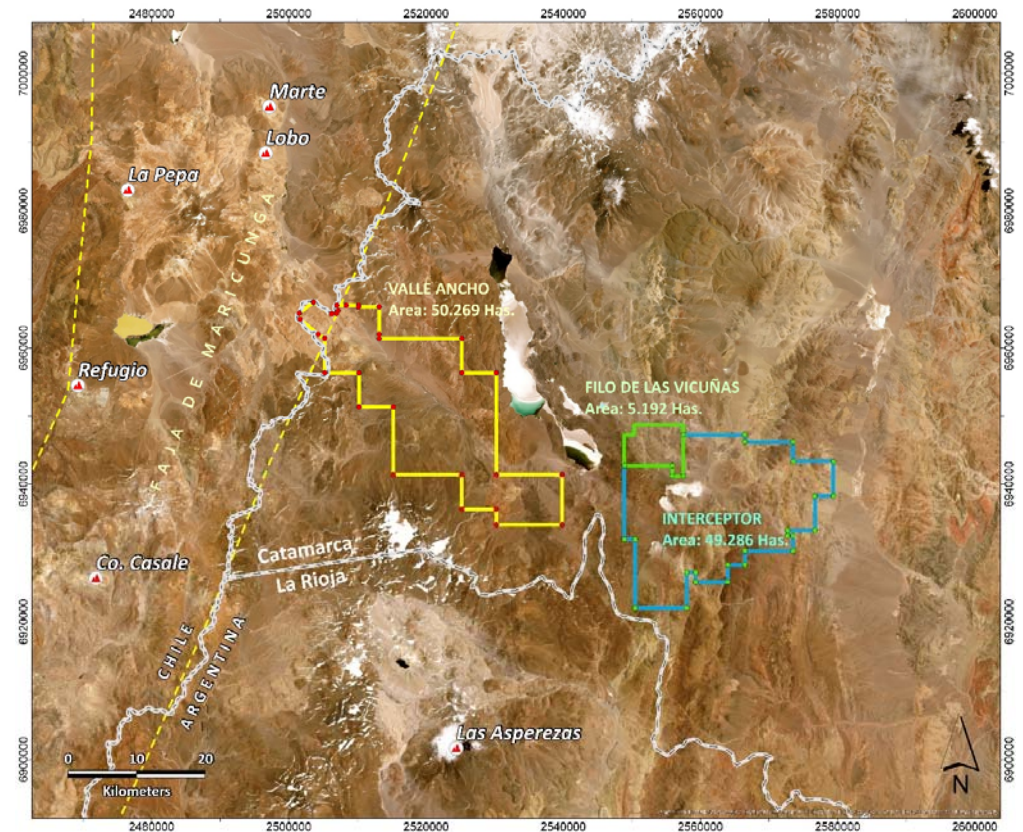 2480000 2500000 2520000 2540000 2560000 2580000 2600000
7000000 7000000
Marte
Lobo
La Pepa
6980000 6980000
FAJA DE MARICUNGA
VALLE ANCHO
Area: 50.269 Has.
6960000 6960000
Refugio
FILO DE LAS VICUÑAS
Area: 5.192 Has.
6940000 6940000
INTERCEPTOR
Area: 49.286 Has.
Catamarca
La Rioja
Co. Casale
6920000 6920000
CHILE
ARGENTINA
Las Asperezas
6900000 6900000
0 10 20
Kilometers
N
2480000 2500000 2520000 2540000 2560000 2580000 2600000